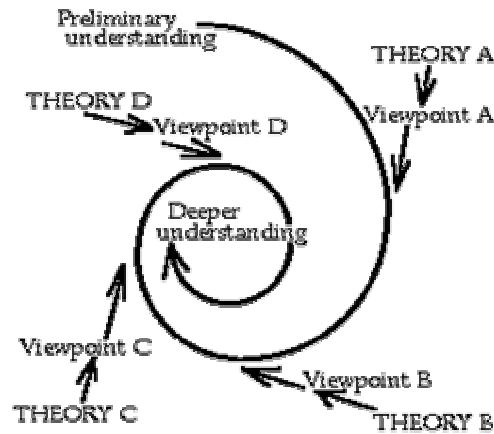 Preliminary
understanding
THEORY A
Viewpoint A
THEORY D
Viewpoint D
Deeper
understanding
Viewpoint C
THEORY C
Viewpoint B
THEORY B